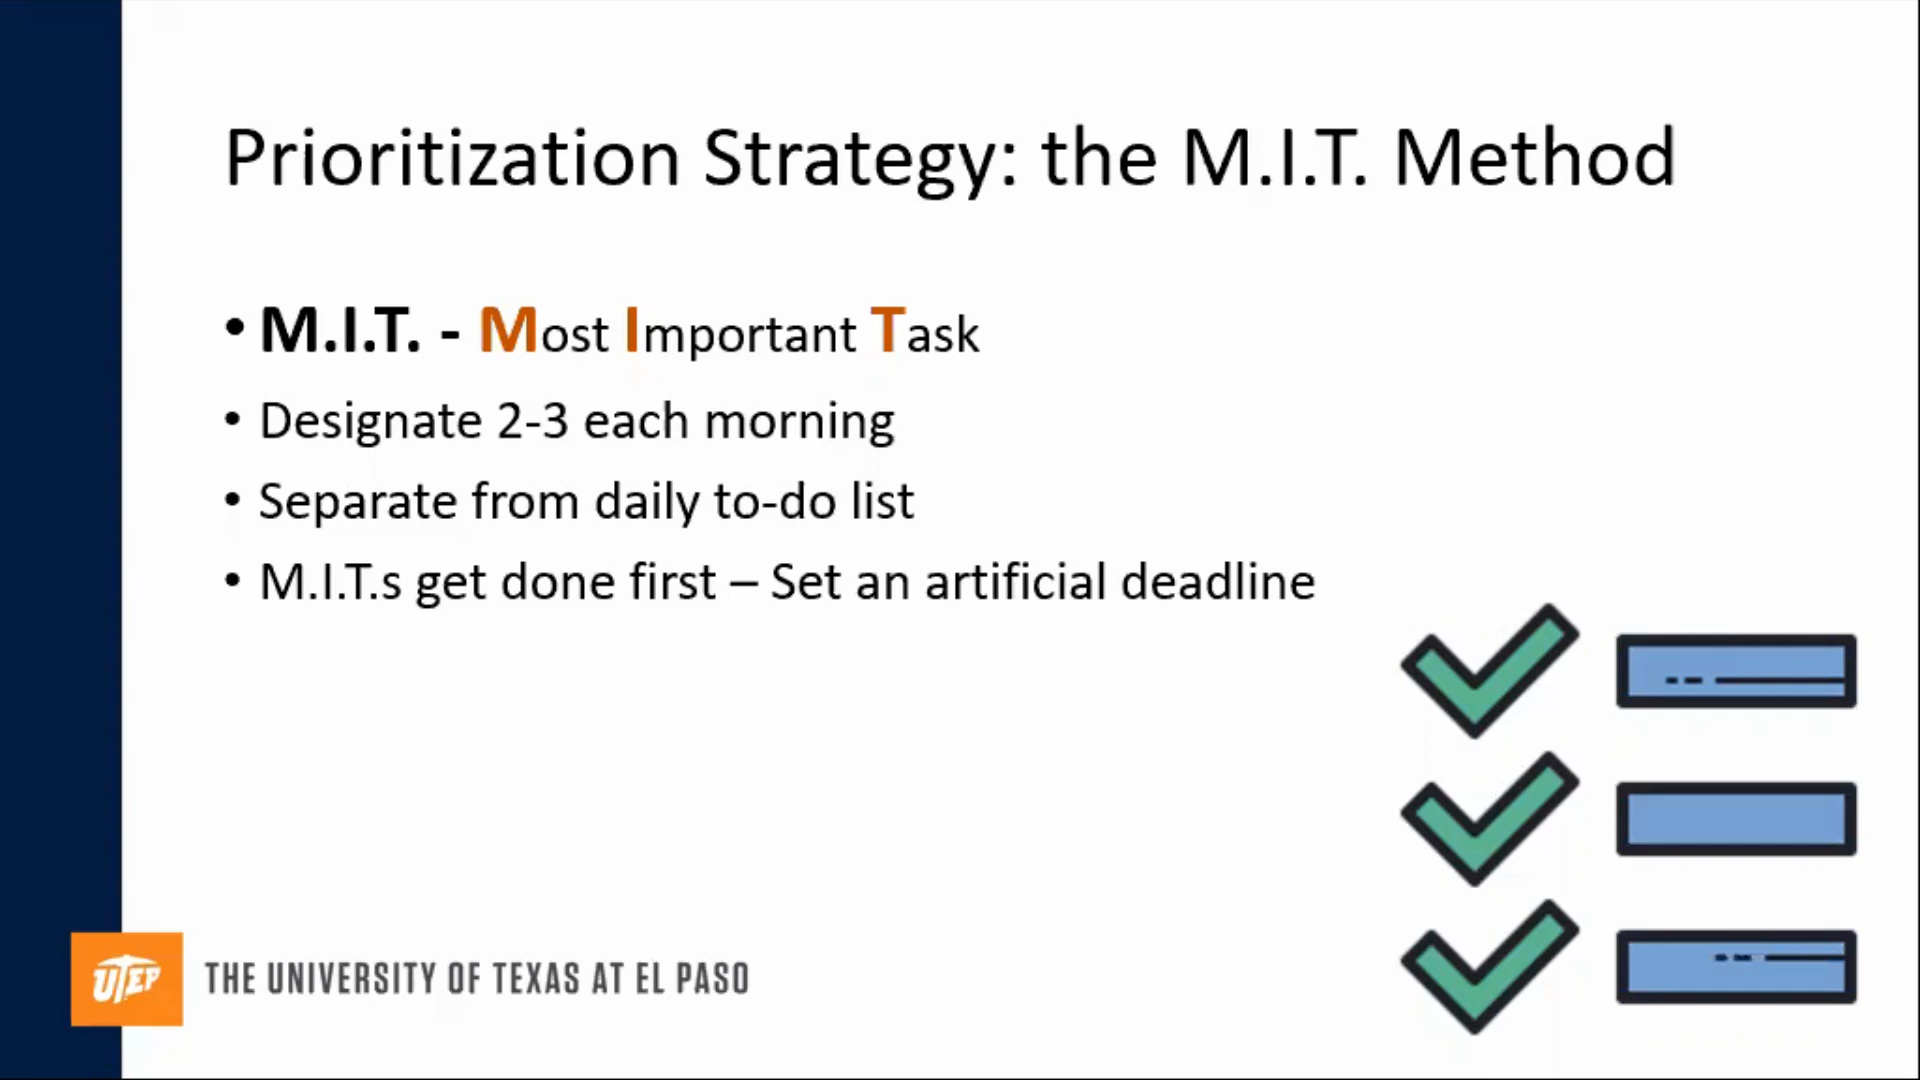 Prioritization Strategy: the M.I.T. Method
• M.I.T. - Most Important Task
• Designate 2-3 each morning
• Separate from daily to-do list
• M.I.T.s get done first – Set an artificial deadline
UTEP THE UNIVERSITY OF TEXAS AT EL PASO